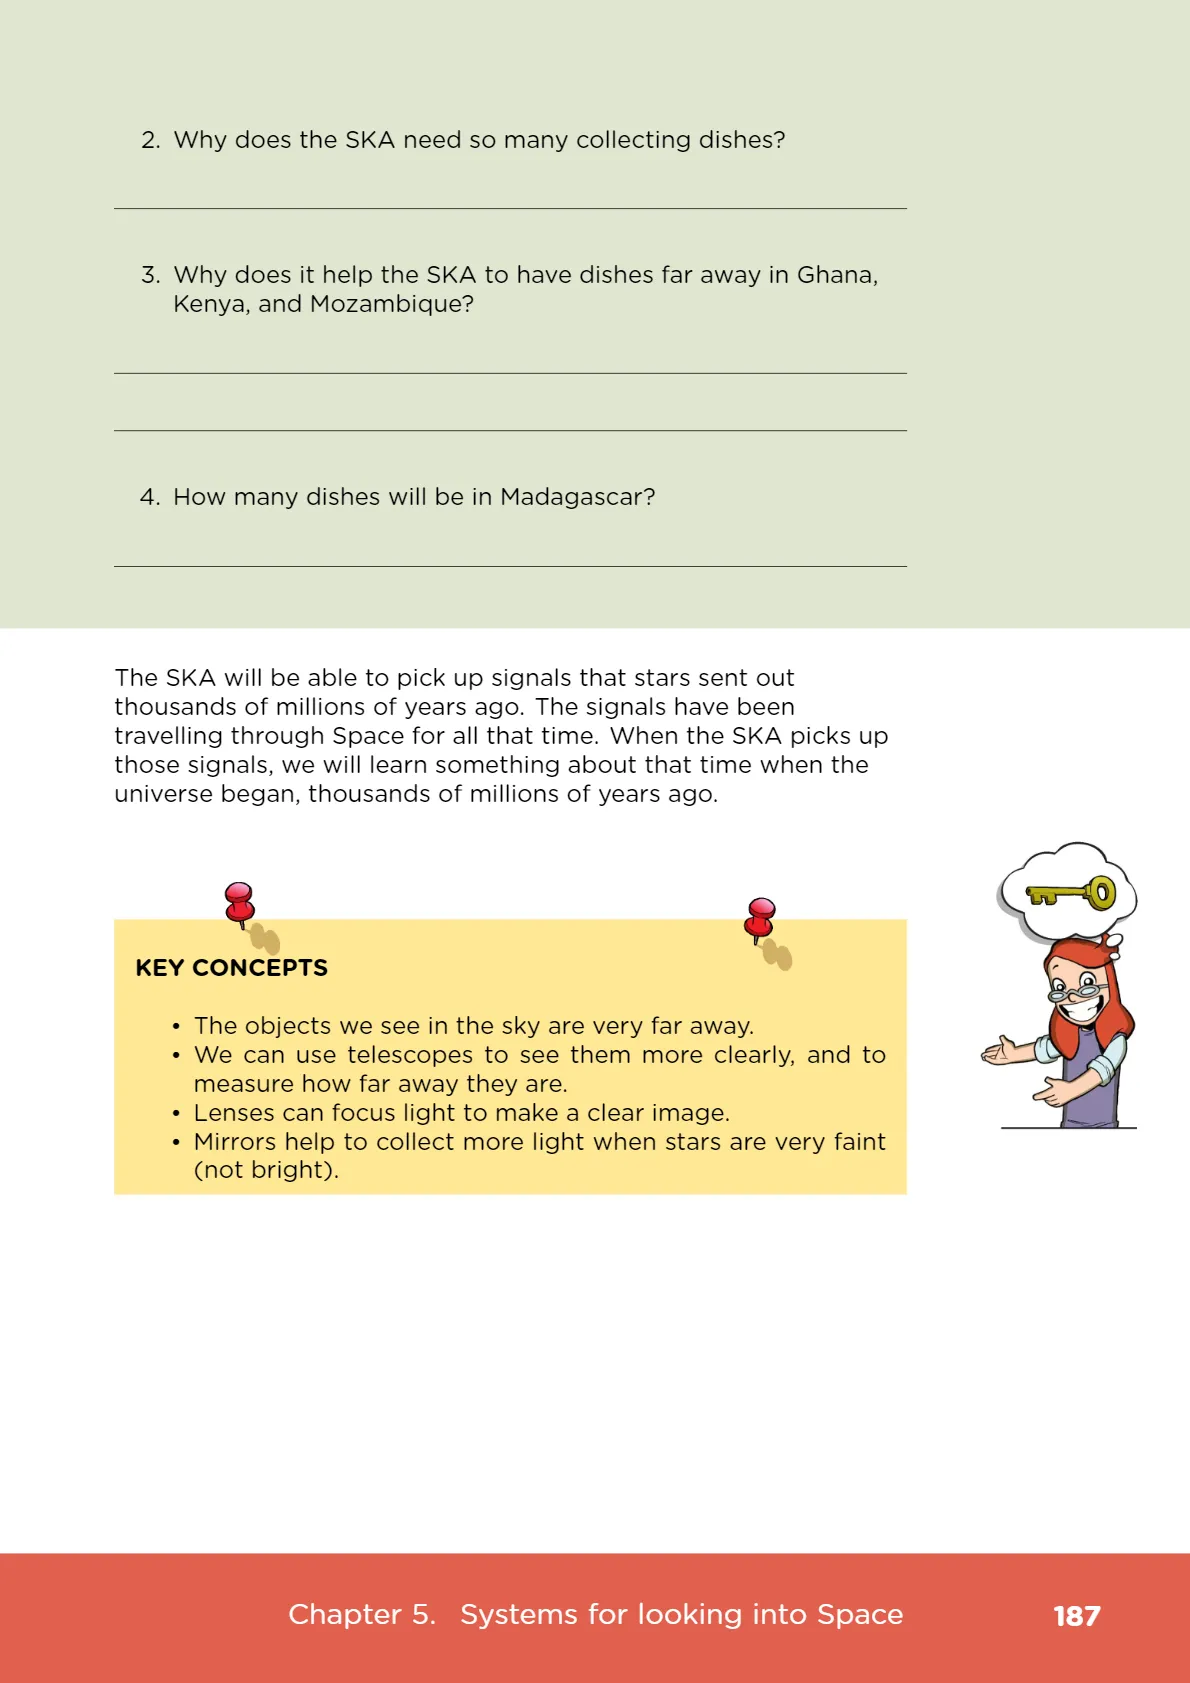 2. Why does the SKA need so many collecting dishes?
3. Why does it help the SKA to have dishes far away in Ghana,
Kenya, and Mozambique?
4. How many dishes will be in Madagascar?
The SKA will be able to pick up signals that stars sent out
thousands of millions of years ago. The signals have been
travelling through Space for all that time. When the SKA picks up
those signals, we will learn something about that time when the
universe began, thousands of millions of years ago.
KEY CONCEPTS
• The objects we see in the sky are very far away.
• We can use telescopes to see them more clearly, and to
measure how far away they are.
• Lenses can focus light to make a clear image.
• Mirrors help to collect more light when stars are very faint
(not bright).
Chapter 5. Systems for looking into Space 187